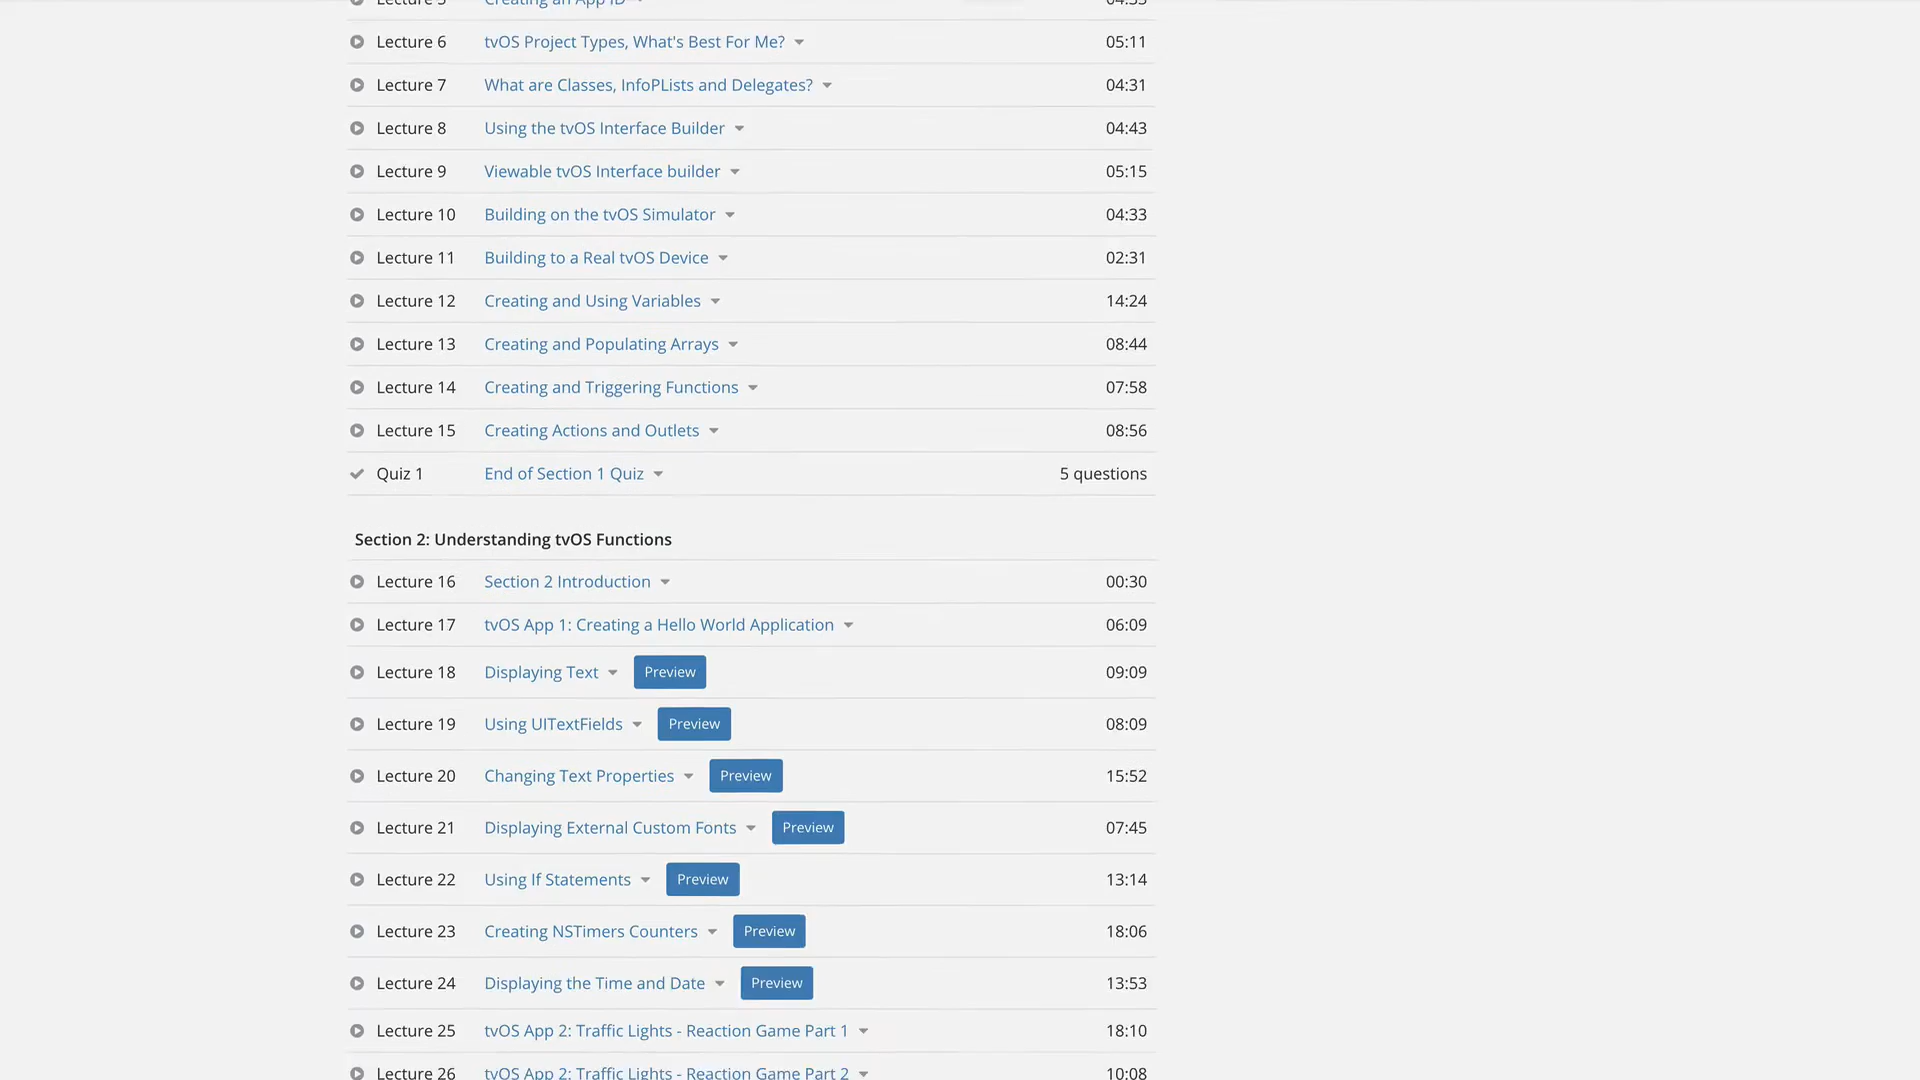 Lecture 5 Creating an App ID 04:35
Lecture 6 tvOS Project Types, What's Best For Me? 05:11
Lecture 7 What are Classes, InfoPLists and Delegates? 04:31
Lecture 8 Using the tvOS Interface Builder 04:43
Lecture 9 Viewable tvOS Interface builder 05:15
Lecture 10 Building on the tvOS Simulator 04:33
Lecture 11 Building to a Real tvOS Device 02:31
Lecture 12 Creating and Using Variables 14:24
Lecture 13 Creating and Populating Arrays 08:44
Lecture 14 Creating and Triggering Functions 07:58
Lecture 15 Creating Actions and Outlets 08:56
Quiz 1 End of Section 1 Quiz 5 questions
Section 2: Understanding tvOS Functions
Lecture 16 Section 2 Introduction 00:30
Lecture 17 tvOS App 1: Creating a Hello World Application 06:09
Lecture 18 Displaying Text Preview 09:09
Lecture 19 Using UITextFields Preview 08:09
Lecture 20 Changing Text Properties Preview 15:52
Lecture 21 Displaying External Custom Fonts Preview 07:45
Lecture 22 Using If Statements Preview 13:14
Lecture 23 Creating NSTimers Counters Preview 18:06
Lecture 24 Displaying the Time and Date Preview 13:53
Lecture 25 tvOS App 2: Traffic Lights - Reaction Game Part 1 18:10
Lecture 26 tvOS App 2: Traffic Lights - Reaction Game Part 2 10:08